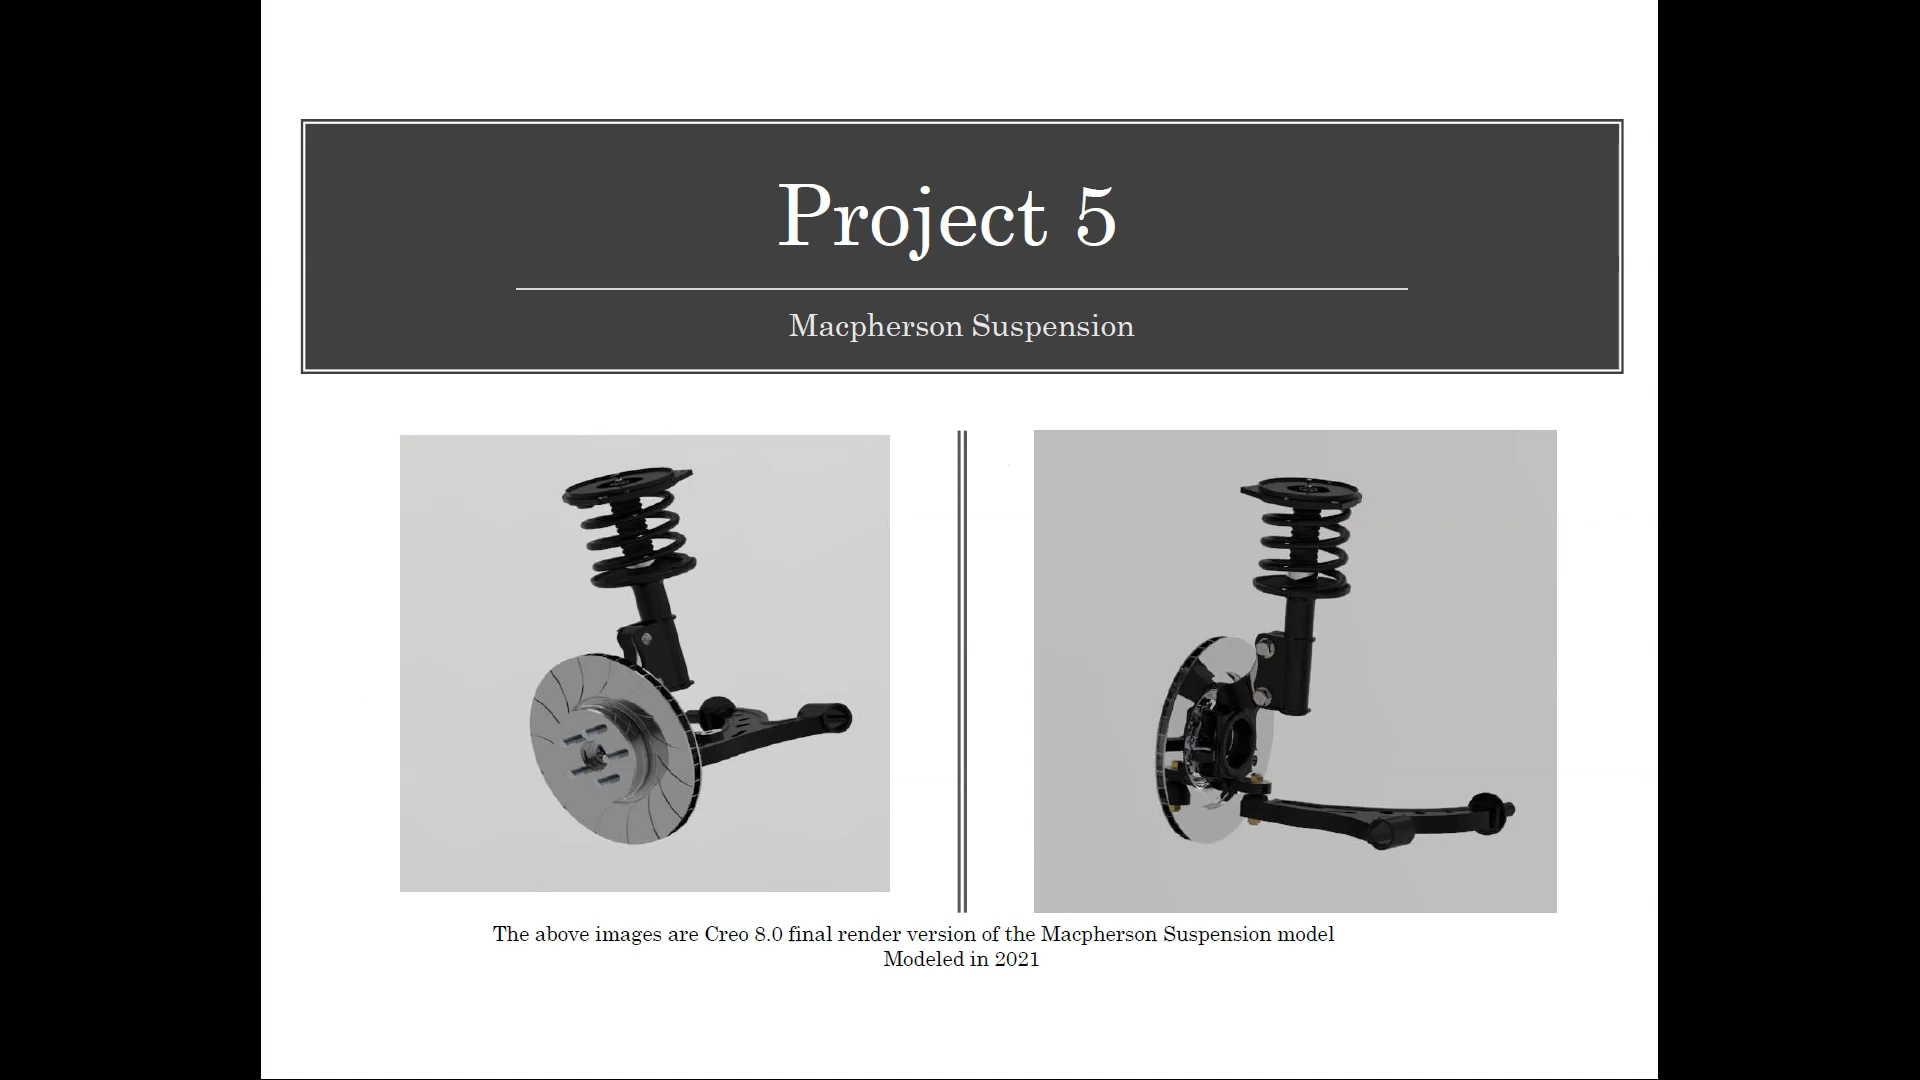 Project 5
Macpherson Suspension
The above images are Creo 8.0 final render version of the Macpherson Suspension model
Modeled in 2021